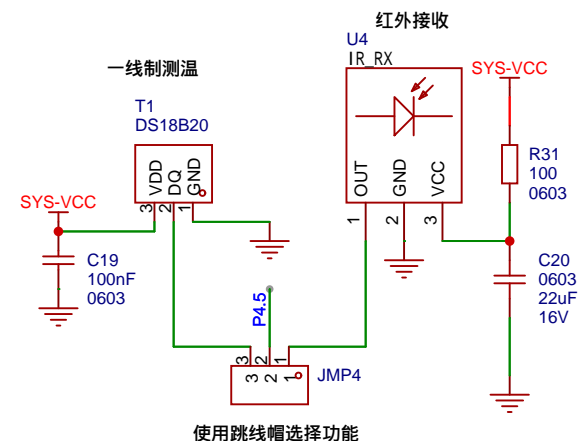 红外接收
U4
IR_RX
一线制测温
SYS-VCC
T1
DS18B20
VDD
DQ
GND
OUT
GND
VCC
R31
100
0603
3
2
1
1
2
3
SYS-VCC
C19
100nF
0603
C20
0603
22uF
16V
P4.5
3
2
1
3
2
1
JMP4
使用跳线帽选择功能